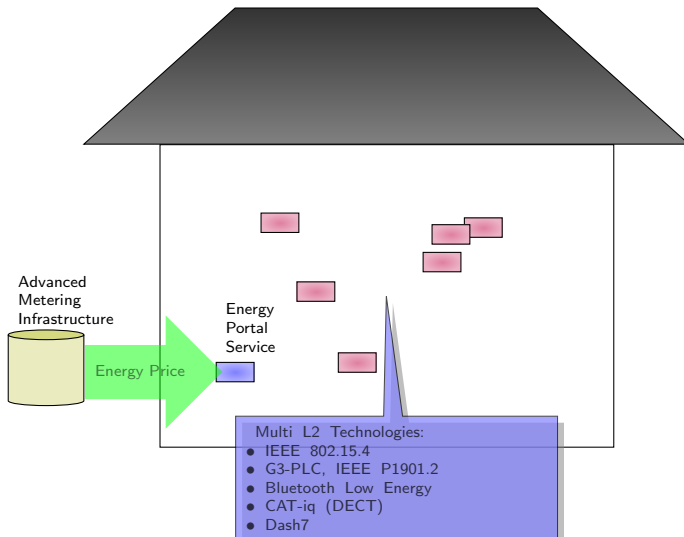 Advanced
Metering
Infrastructure
Energy
Portal
Service
Energy Price
Multi L2 Technologies:
● IEEE 802.15.4
● G3-PLC, IEEE P1901.2
● Bluetooth Low Energy
● CAT-iq (DECT)
● Dash7